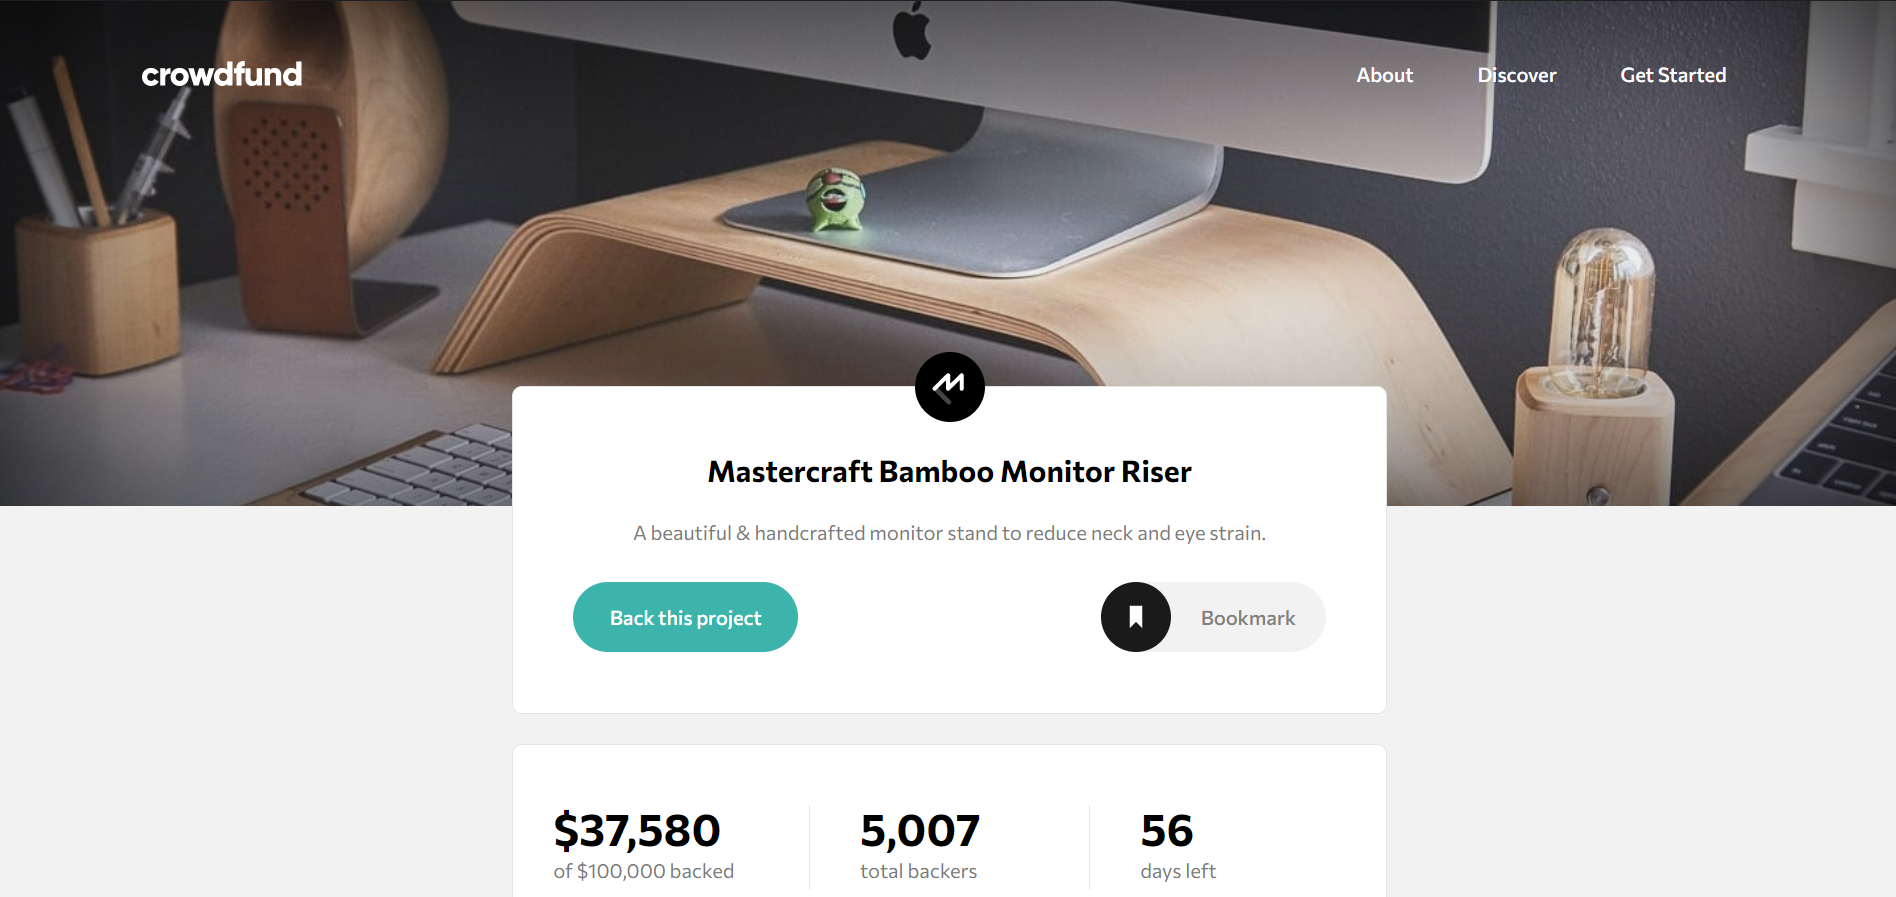 crowdfund
About Discover Get Started
Mastercraft Bamboo Monitor Riser
A beautiful & handcrafted monitor stand to reduce neck and eye strain.
Back this project
Bookmark
$37,580
of $100,000 backed
5,007
total backers
56
days left